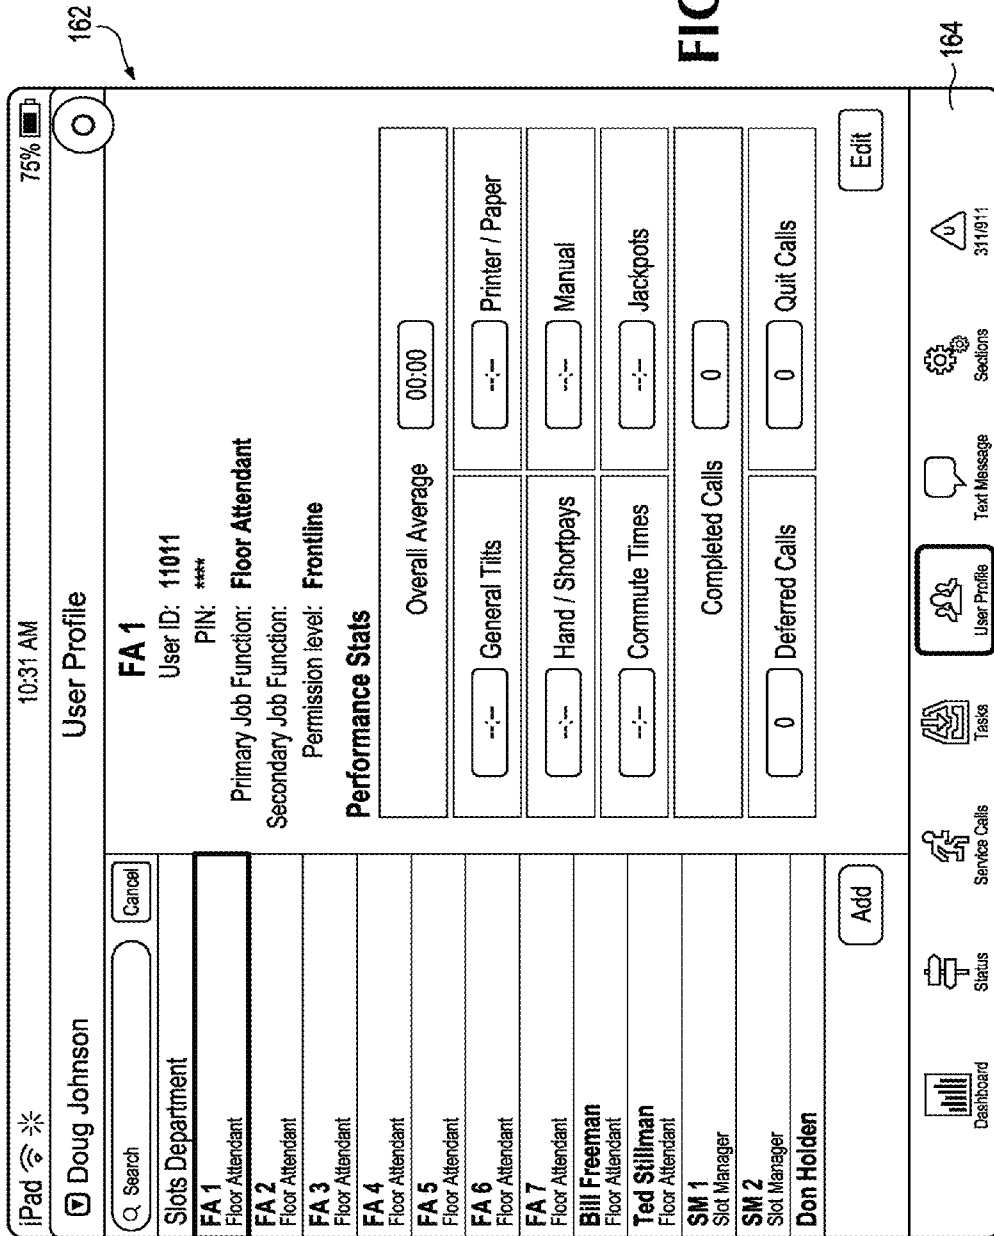 162
iPad 10:31 AM 75%
Doug Johnson User Profile
Search Cancel
Slots Department
FA 1
Floor Attendant
FA 2
Floor Attendant
FA 3
Floor Attendant
FA 4
Floor Attendant
FA 5
Floor Attendant
FA 6
Floor Attendant
FA 7
Floor Attendant
Bill Freeman
Floor Attendant
Ted Stillman
Floor Attendant
SM 1
Slot Manager
SM 2
Slot Manager
Don Holden
Add
FA 1
User ID: 11011
PIN: ****
Primary Job Function: Floor Attendant
Secondary Job Function:
Permission level: Frontline
Performance Stats
Overall Average 00:00
--:-- General Tilts --:-- Printer / Paper
--:-- Hand / Shortpays --:-- Manual
--:-- Commute Times --:-- Jackpots
Completed Calls 0
0 Deferred Calls 0 Quit Calls
Edit
Dashboard Status Service Calls Tasks User Profile Text Message Sections 311/911
164